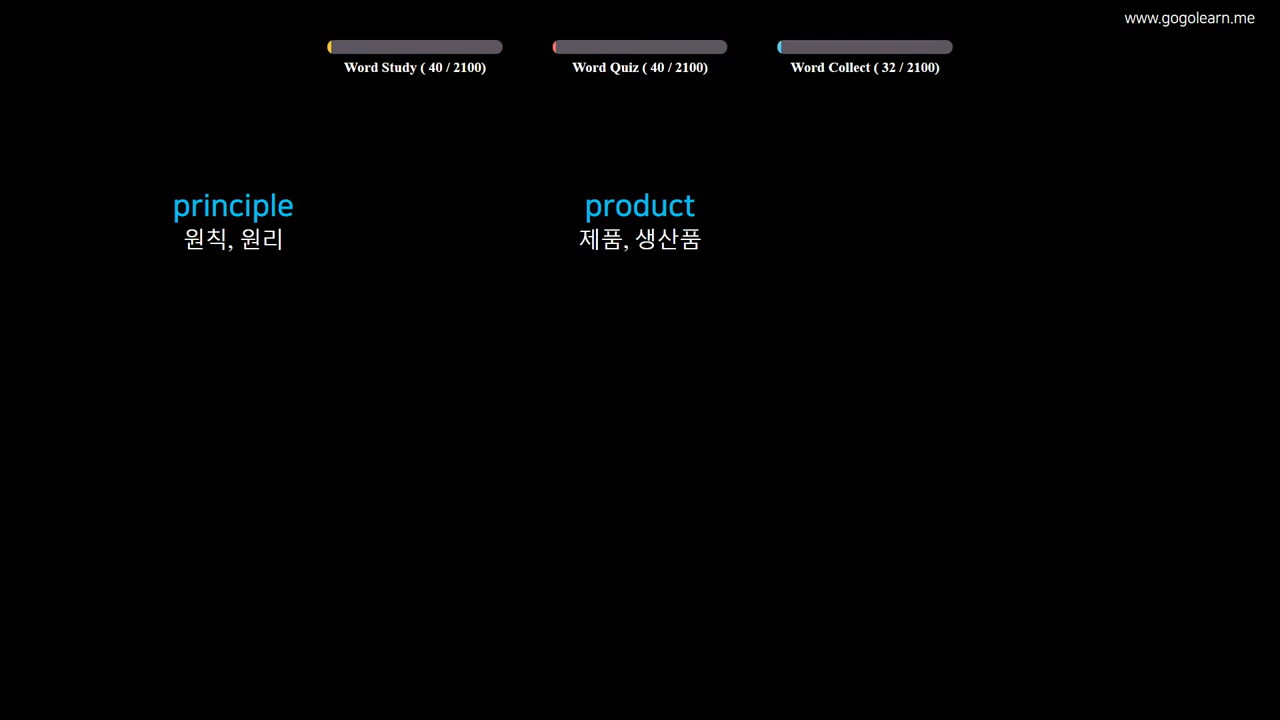 www.gogolearn.me
Word Study ( 40 / 2100)
Word Quiz ( 40 / 2100)
Word Collect ( 32 / 2100)
principle
원칙, 원리
product
제품, 생산품